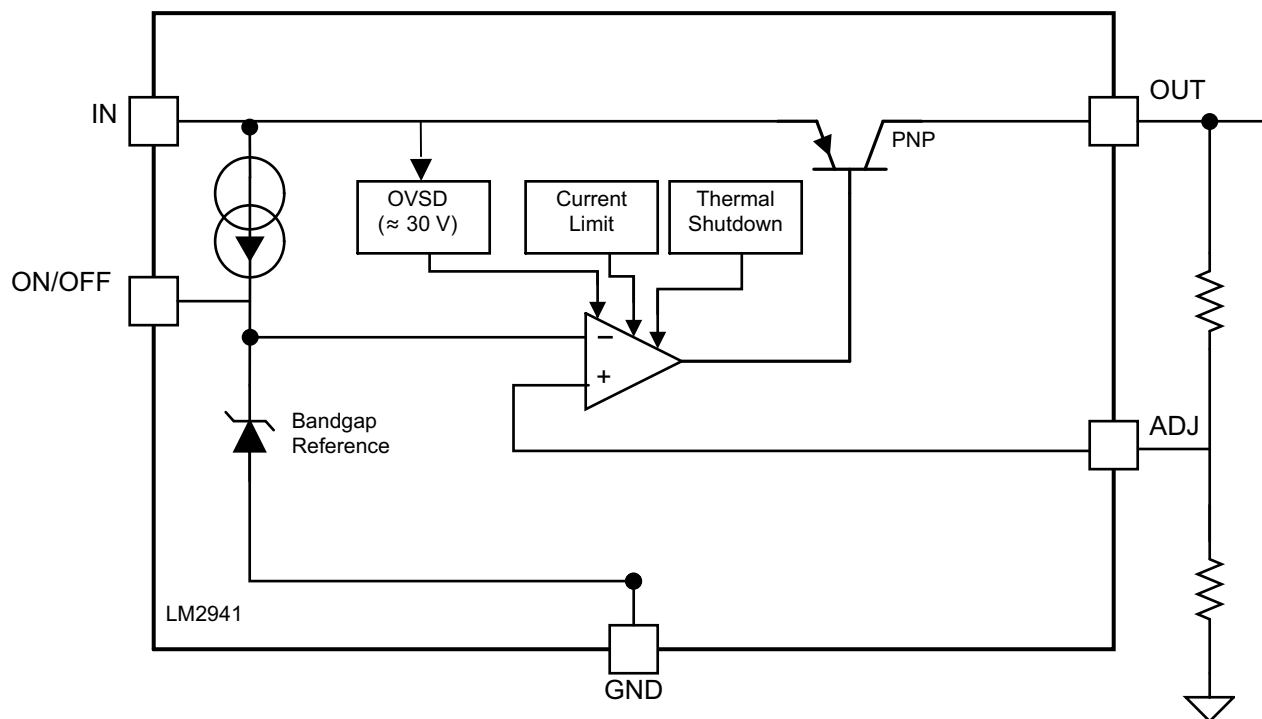 IN
OUT
PNP
OVSD
(≈ 30 V)
Current
Limit
Thermal
Shutdown
ON/OFF
−
+
Bandgap
Reference
ADJ
LM2941
GND